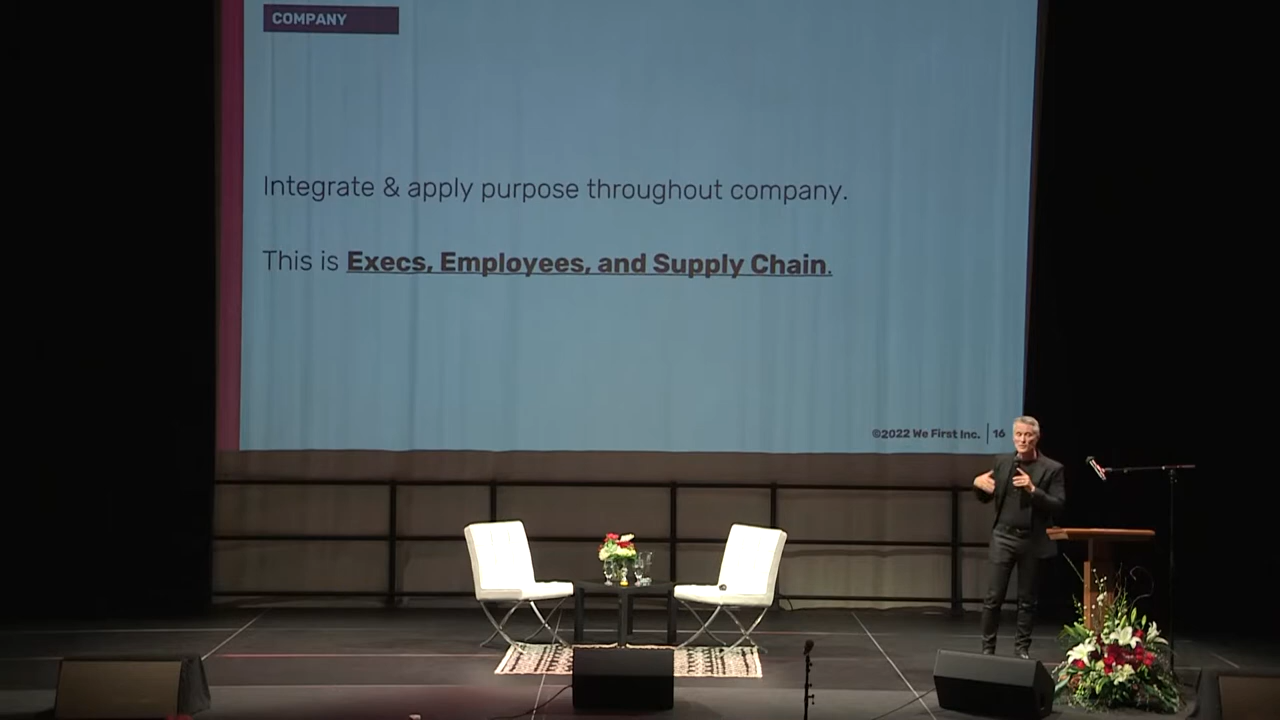 COMPANY
Integrate & apply purpose throughout company.
This is Execs, Employees, and Supply Chain.
©2022 We First Inc. | 16